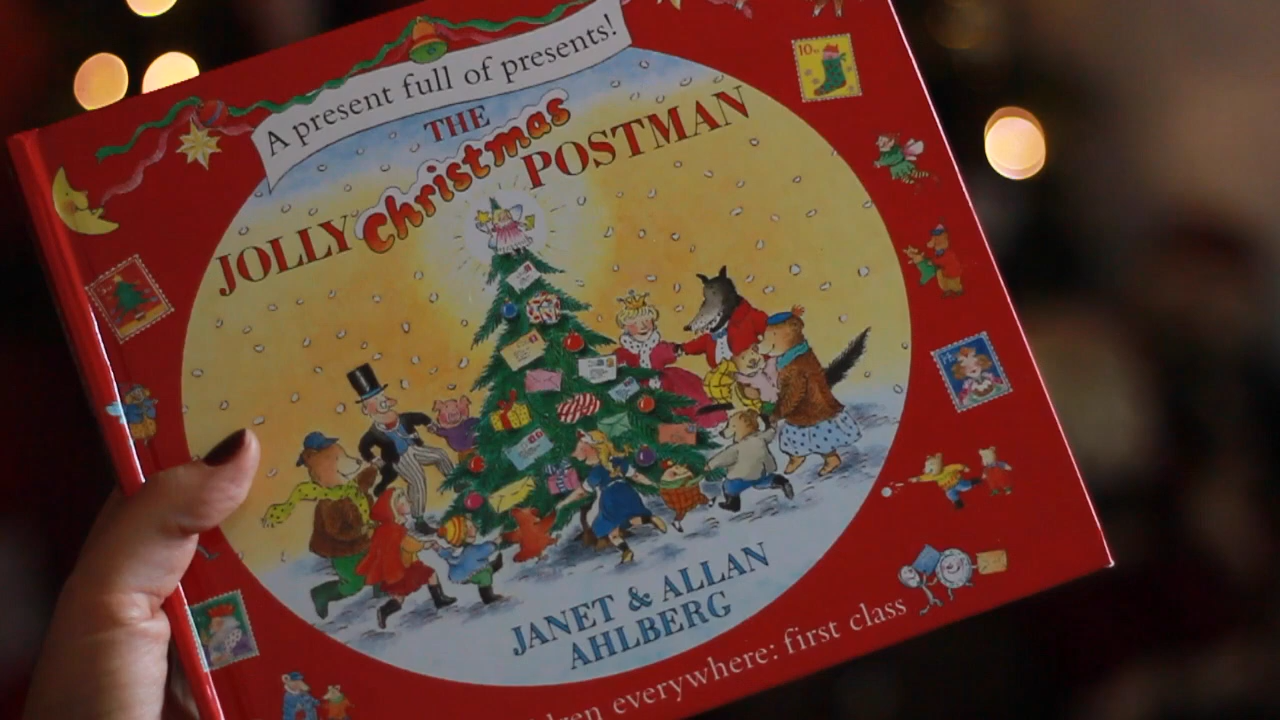 A present full of presents!
THE
JOLLY Christmas POSTMAN
JANET & ALLAN
AHLBERG
everywhere: first class